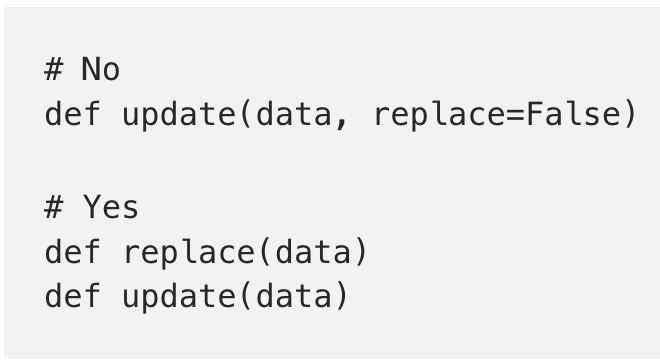 # No
def update(data, replace=False)
# Yes
def replace(data)
def update(data)